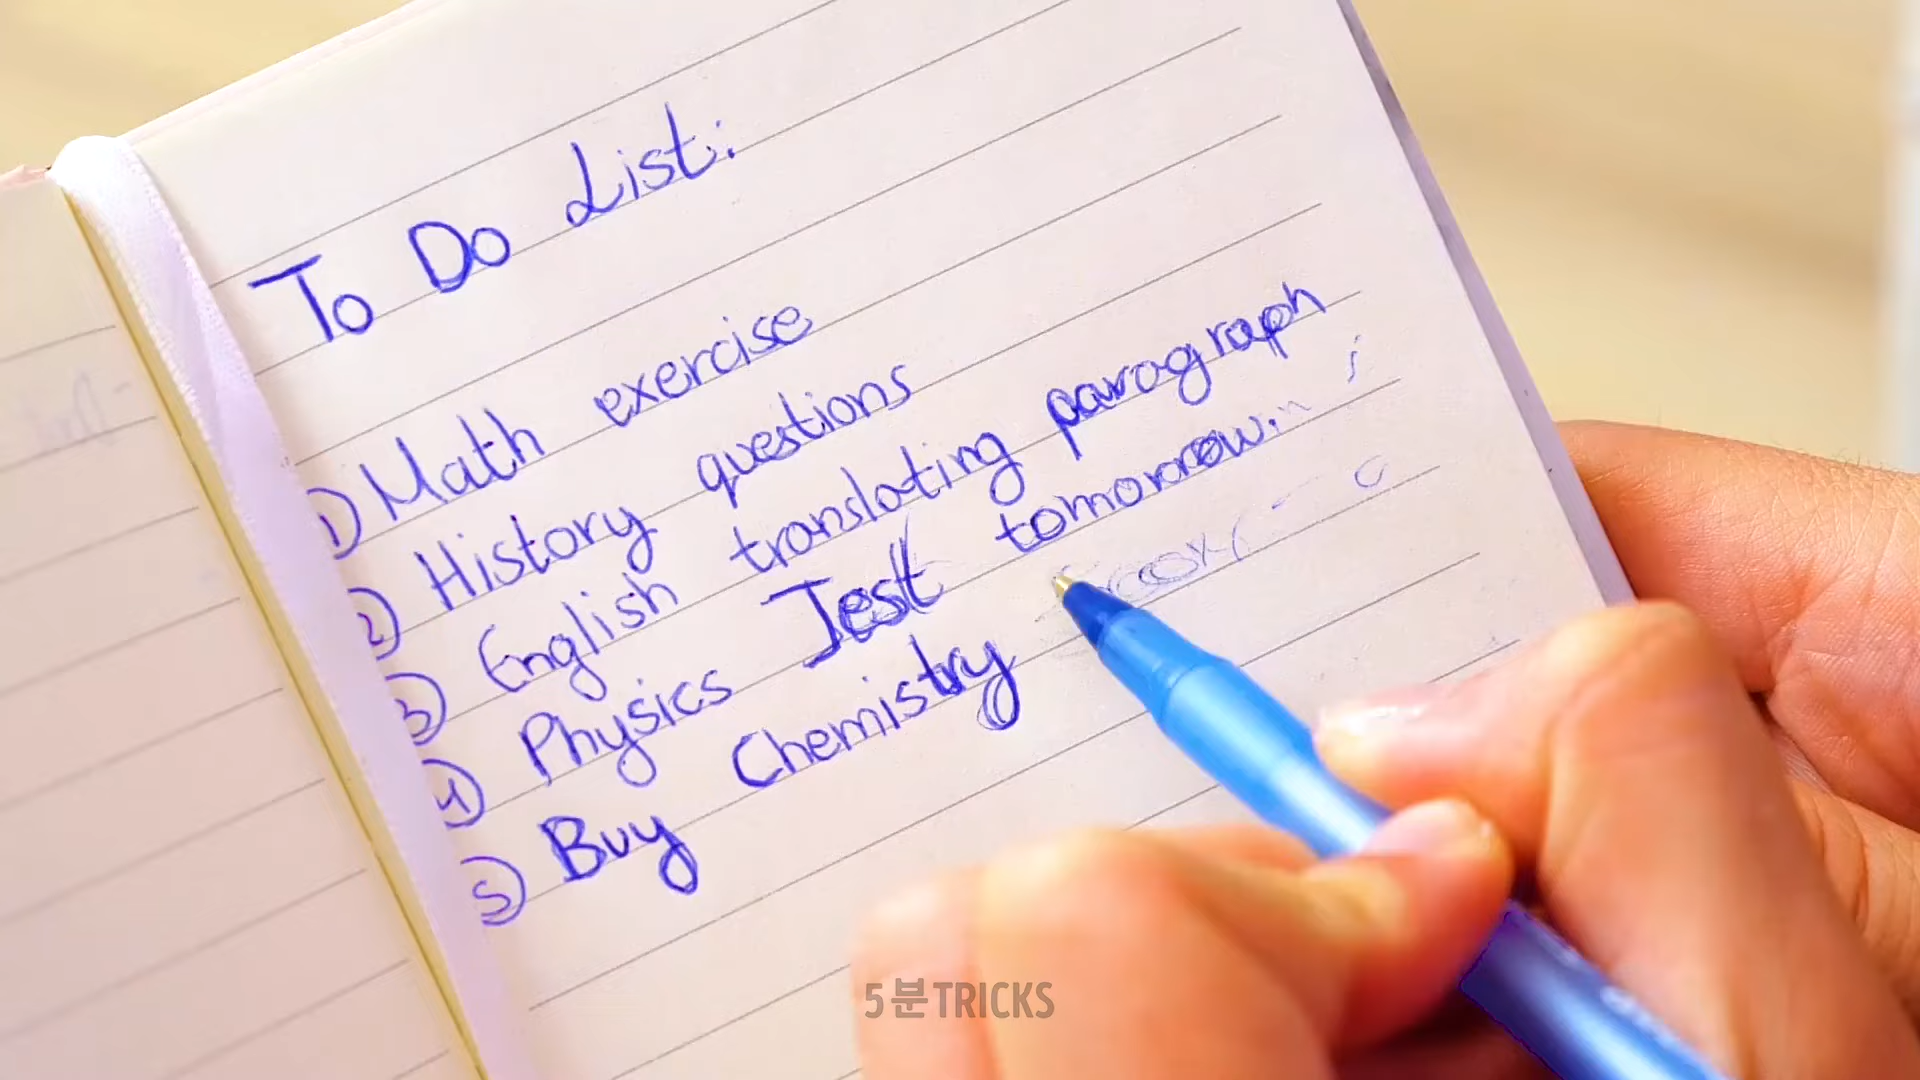 To Do List:
1) Math exercise
2) History questions
3) English translating paragraph
4) Physics Test tomorrow.
5) Buy Chemistry
5분TRICKS